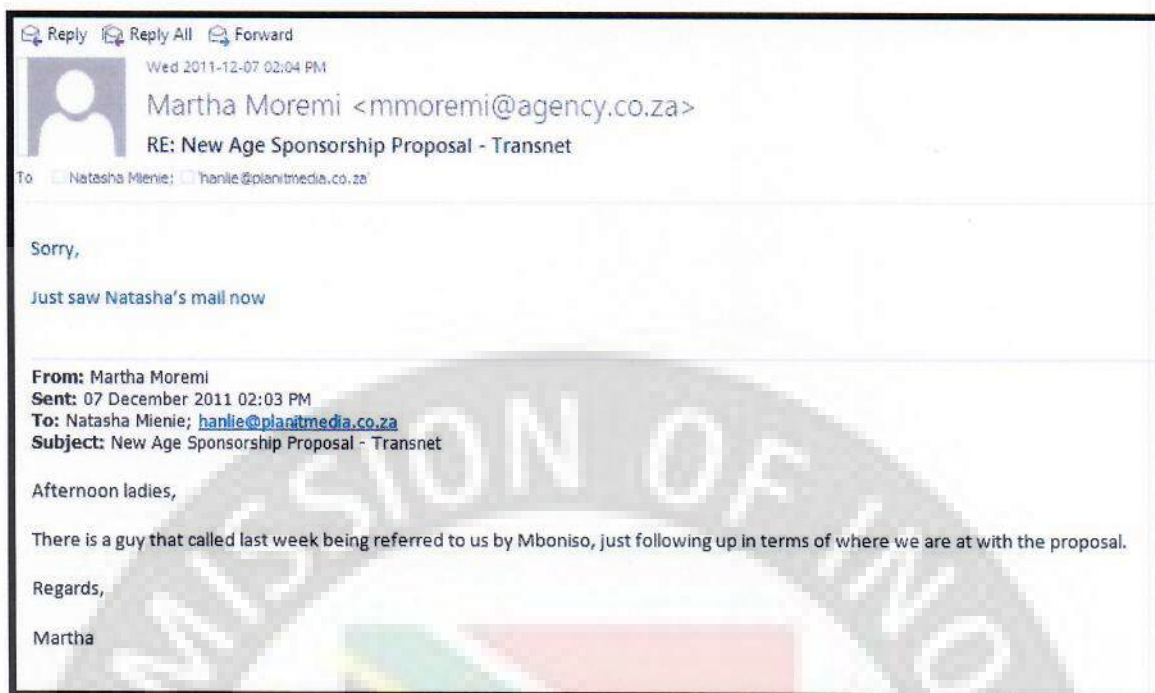 Reply Reply All Forward
Wed 2011-12-07 02:04 PM
Martha Moremi <mmoremi@agency.co.za>
RE: New Age Sponsorship Proposal - Transnet
To Natasha Mienie; 'hanlie@planitmedia.co.za'
Sorry,
Just saw Natasha's mail now
From: Martha Moremi
Sent: 07 December 2011 02:03 PM
To: Natasha Mienie; hanlie@planitmedia.co.za
Subject: New Age Sponsorship Proposal - Transnet
Afternoon ladies,
There is a guy that called last week being referred to us by Mboniso, just following up in terms of where we are at with the proposal.
Regards,
Martha
MISSION OF INQ